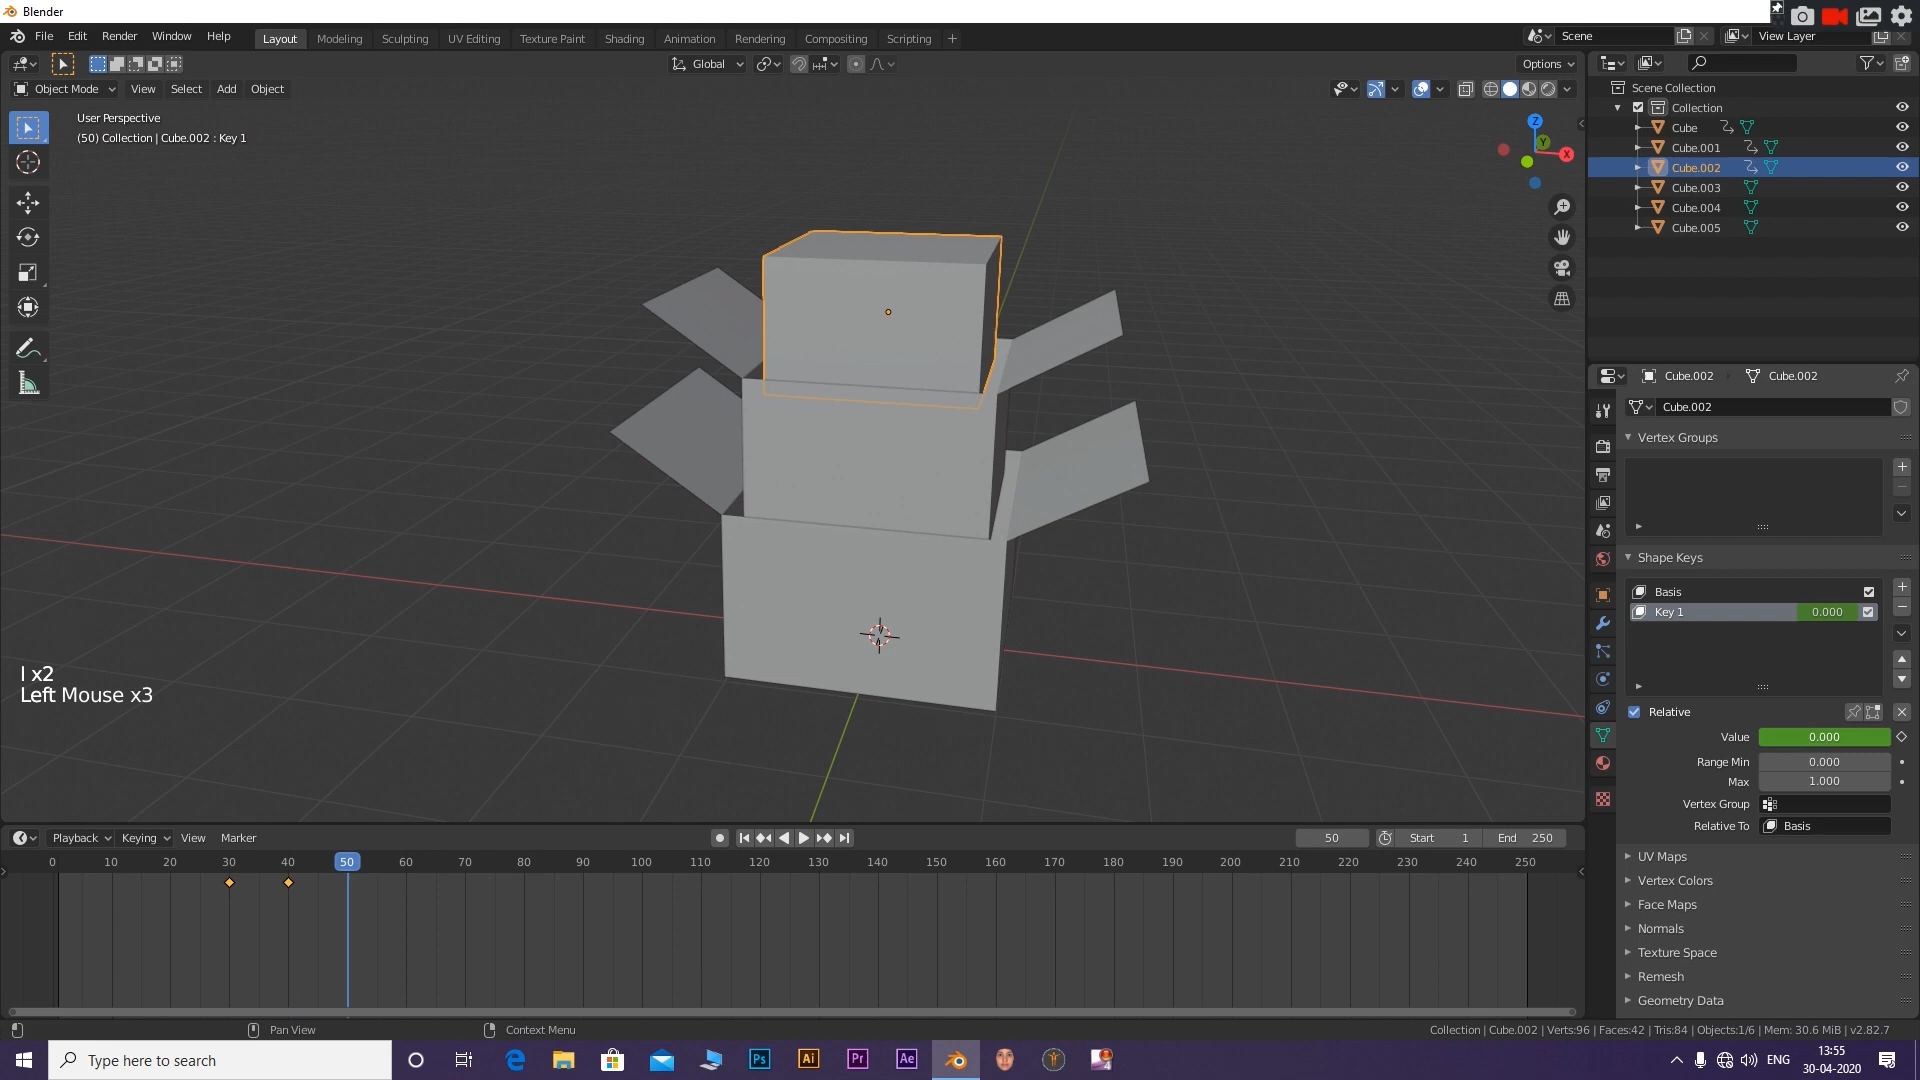 Blender
File Edit Render Window Help Layout Modeling Sculpting UV Editing Texture Paint Shading Animation Rendering Compositing Scripting + Scene View Layer
Global Options
Object Mode View Select Add Object
User Perspective
(50) Collection | Cube.002 : Key 1
Z
Y
X
Scene Collection
Collection
Cube
Cube.001
Cube.002
Cube.003
Cube.004
Cube.005
Cube.002 Cube.002
Cube.002
Vertex Groups
Shape Keys
Basis
Key 1 0.000
Relative
Value 0.000
Range Min 0.000
Max 1.000
Vertex Group
Relative To Basis
UV Maps
Vertex Colors
Face Maps
Normals
Texture Space
Remesh
Geometry Data
I x2
Left Mouse x3
Playback Keying View Marker 50 Start 1 End 250
0 10 20 30 40 50 60 70 80 90 100 110 120 130 140 150 160 170 180 190 200 210 220 230 240 250
Pan View Context Menu Collection | Cube.002 | Verts:96 | Faces:42 | Tris:84 | Objects:1/6 | Mem: 30.6 MiB | v2.82.7
Type here to search
Ps Ai Pr Ae
ENG
13:55
30-04-2020